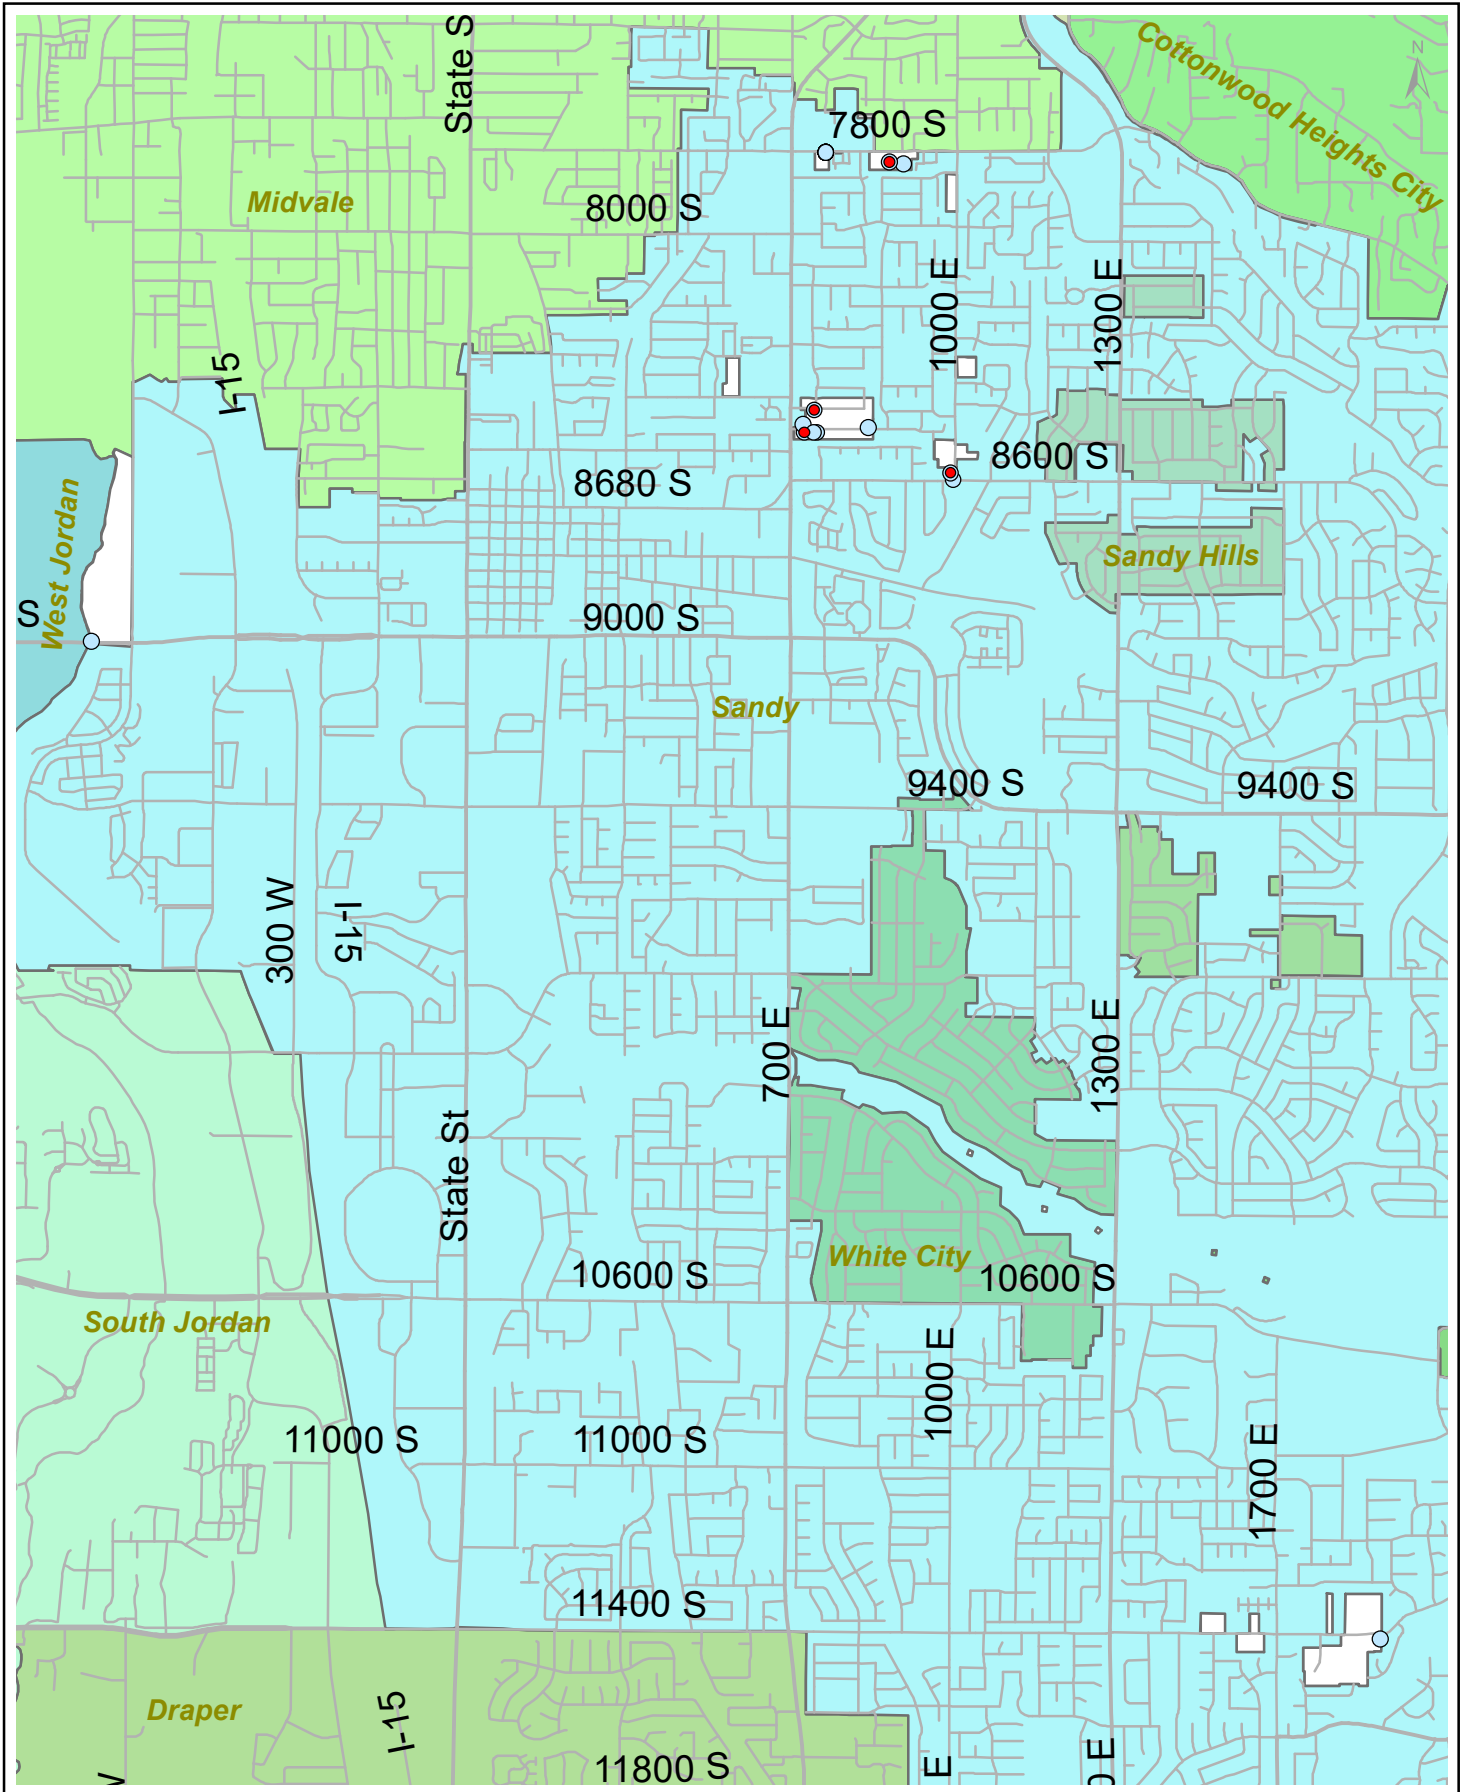 State S
Cottonwood Heights City
N
7800 S
Midvale
8000 S
1000 E
1300 E
I-15
8600 S
8680 S
West Jordan
Sandy Hills
S
9000 S
Sandy
9400 S
9400 S
300 W
I-15
700 E
1300 E
State St
White City
10600 S
10600 S
South Jordan
1000 E
11000 S
11000 S
1700 E
11400 S
Draper
I-15
11800 S
E
0 E
W